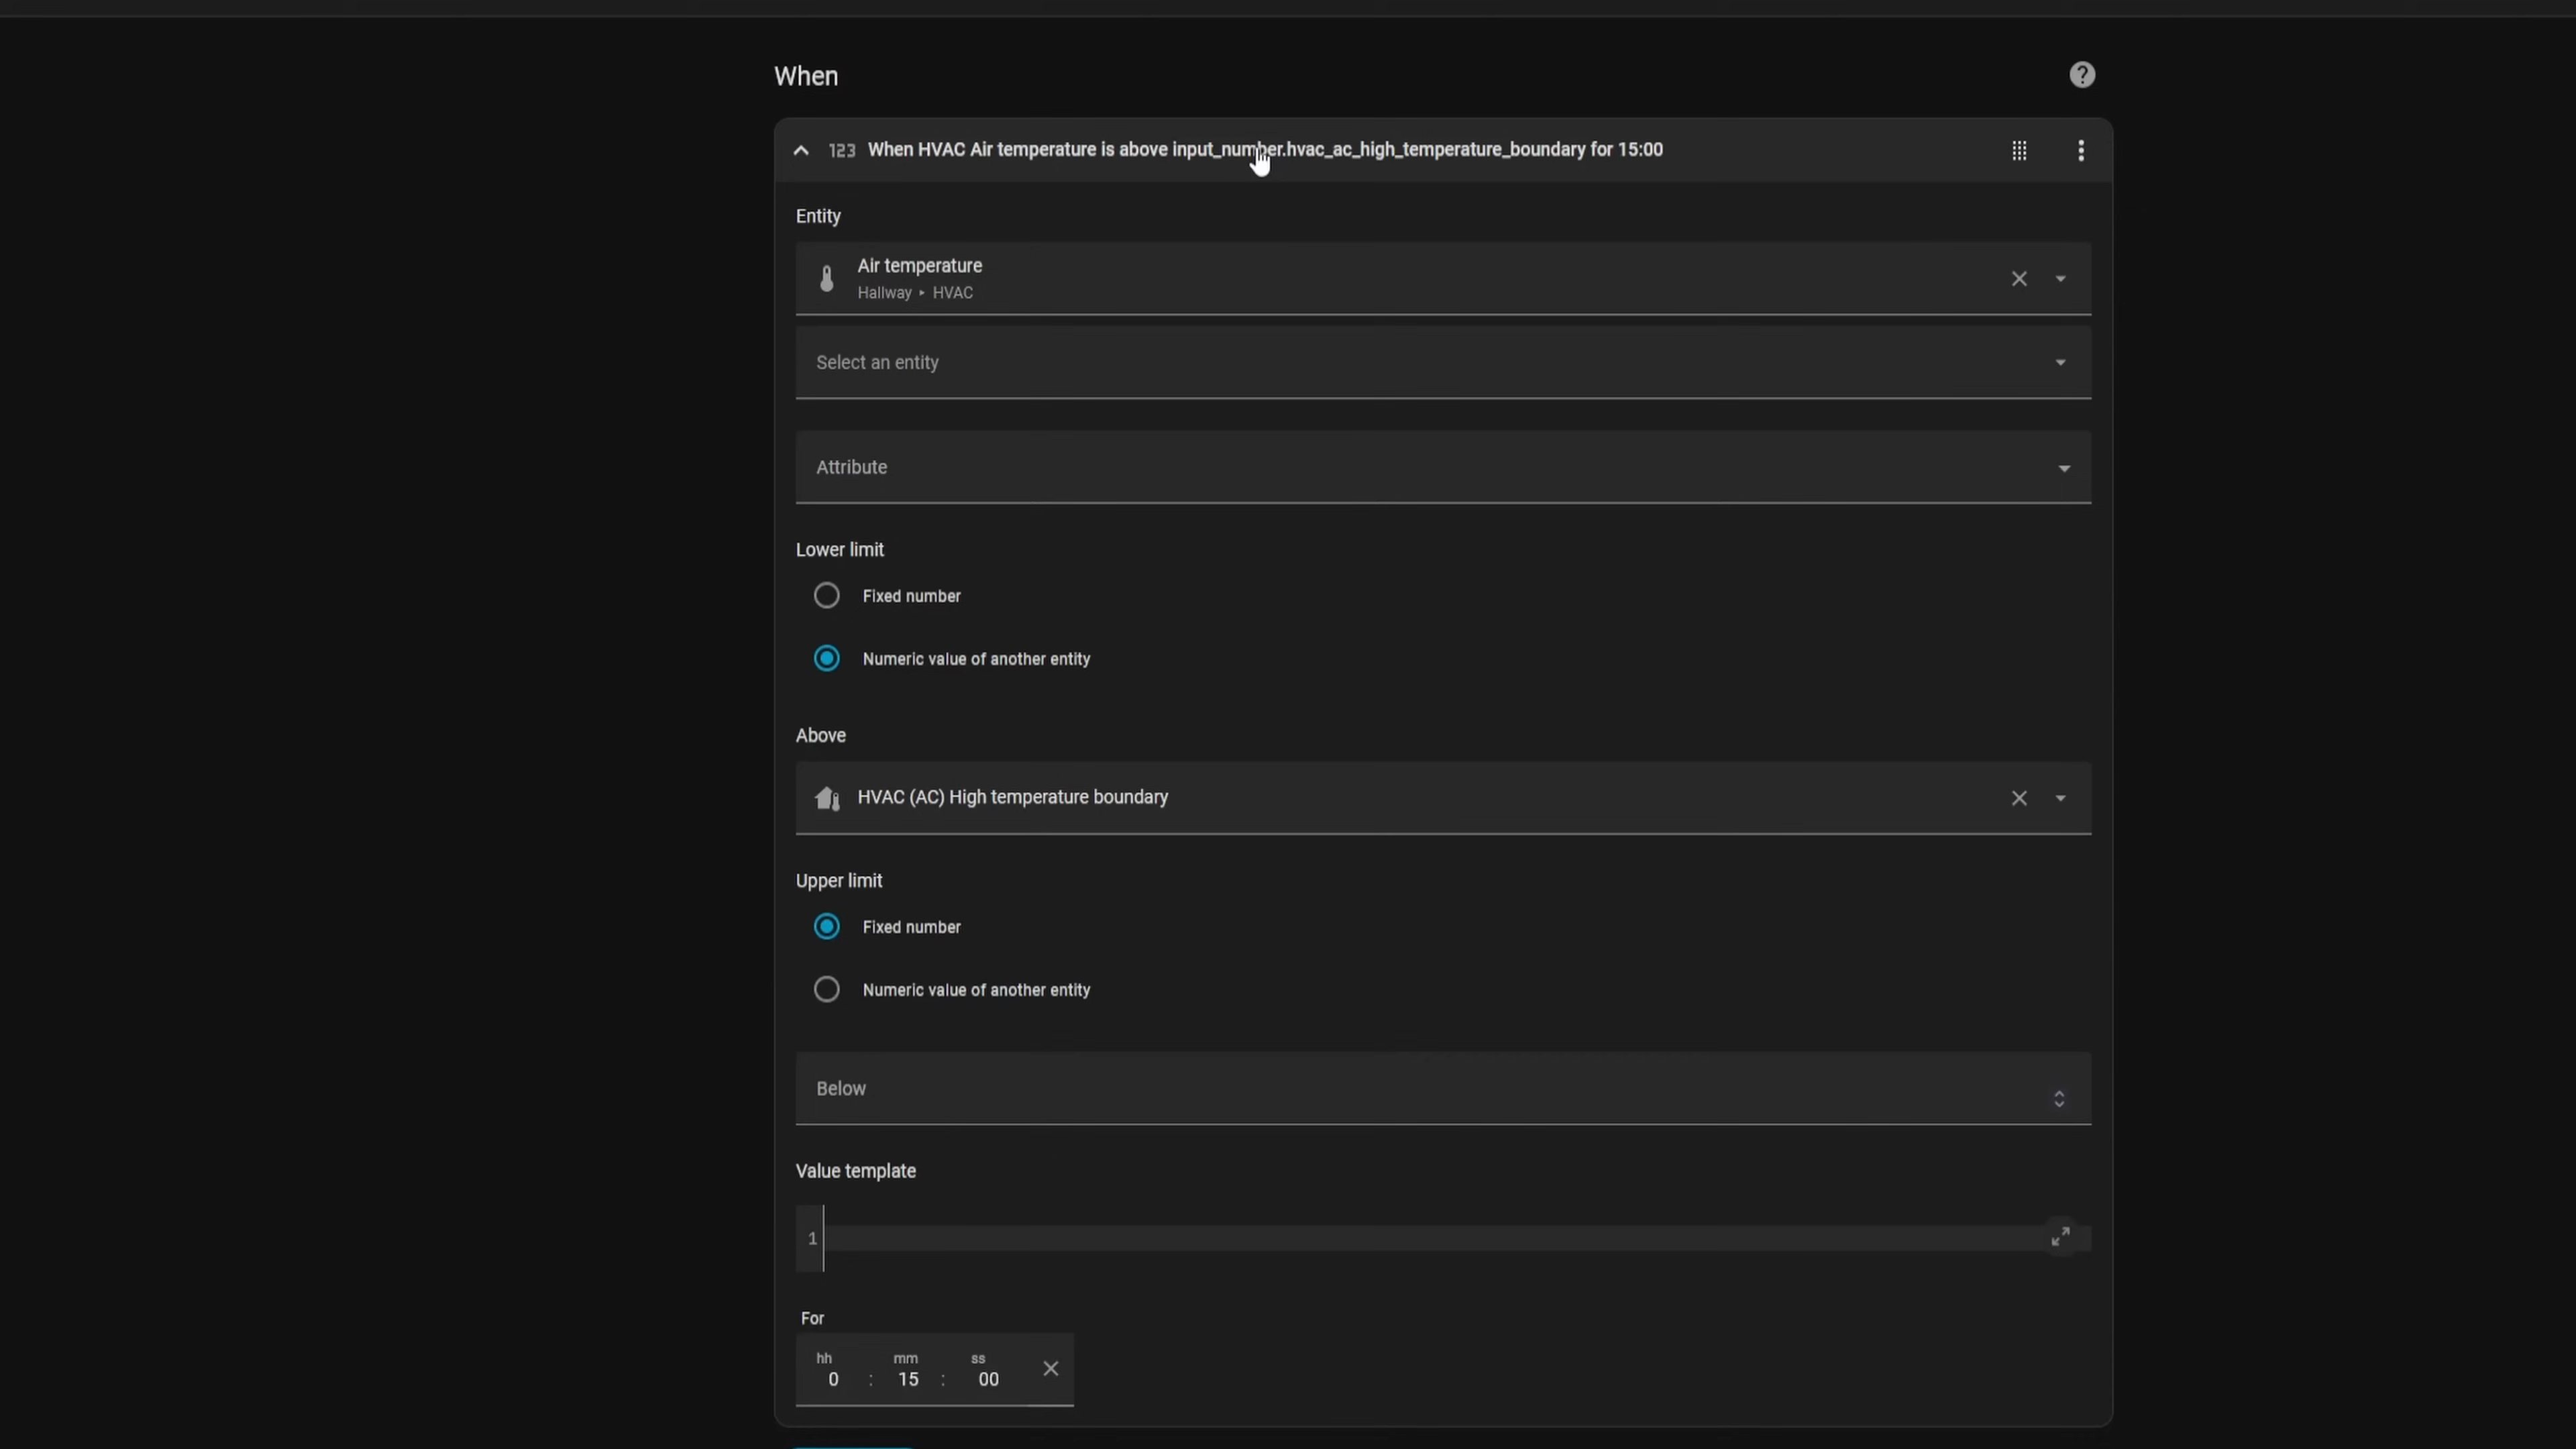 When
123 When HVAC Air temperature is above input_number.hvac_ac_high_temperature_boundary for 15:00
Entity
Air temperature
Hallway ▸ HVAC
Select an entity
Attribute
Lower limit
Fixed number
Numeric value of another entity
Above
HVAC (AC) High temperature boundary
Upper limit
Fixed number
Numeric value of another entity
Below
Value template
1
For
hh mm ss
0 : 15 : 00